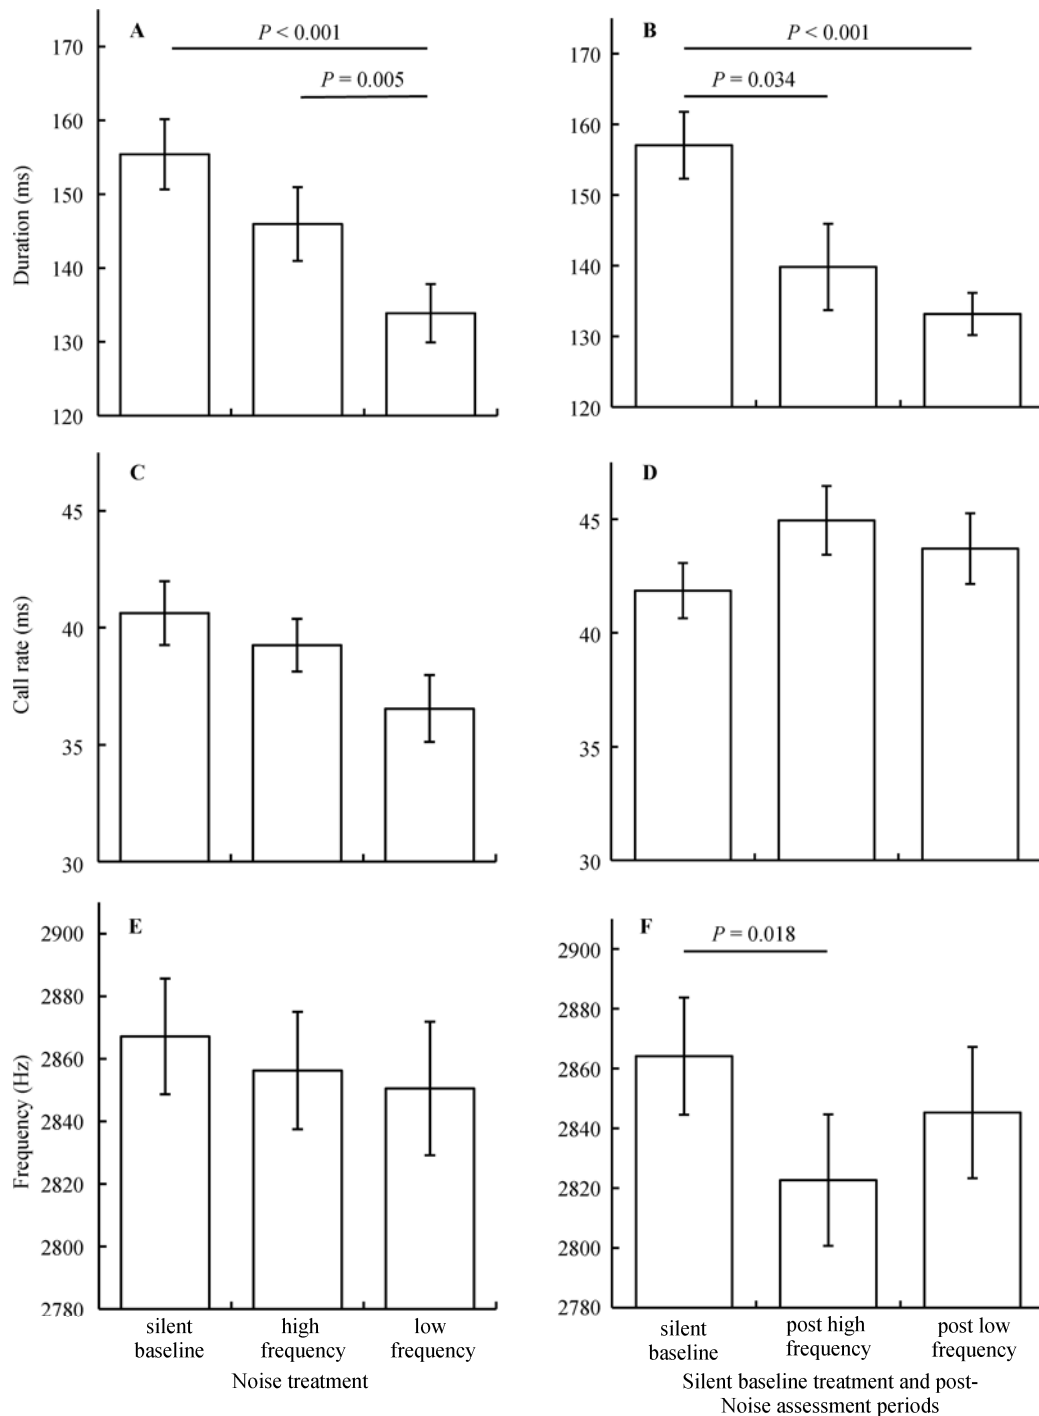 A
P < 0.001
P = 0.005
170
160
150
140
130
120
Duration (ms)
B
P < 0.001
P = 0.034
170
160
150
140
130
120
C
45
40
35
30
Call rate (ms)
D
45
40
35
30
E
2900
2880
2860
2840
2820
2800
2780
Frequency (Hz)
silent
baseline
high
frequency
low
frequency
Noise treatment
F
P = 0.018
2900
2880
2860
2840
2820
2800
2780
silent
baseline
post high
frequency
post low
frequency
Silent baseline treatment and post-
Noise assessment periods